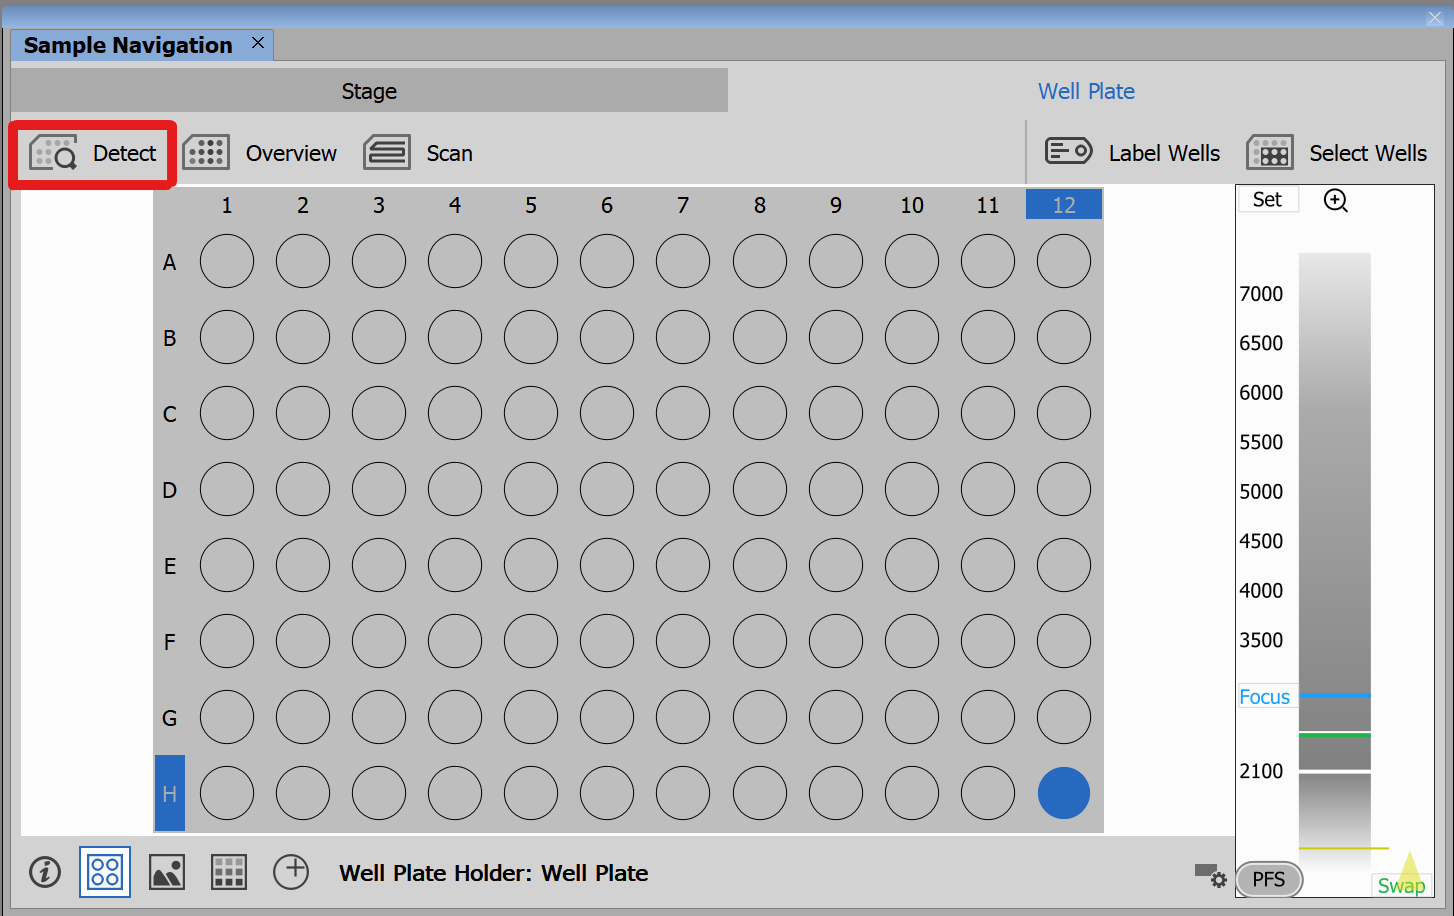 Sample Navigation
Stage Well Plate
Detect Overview Scan Label Wells Select Wells
Set
1 2 3 4 5 6 7 8 9 10 11 12
A
B
C
D
E
F
G
H
7000
6500
6000
5500
5000
4500
4000
3500
Focus
2100
Well Plate Holder: Well Plate
PFS
Swap